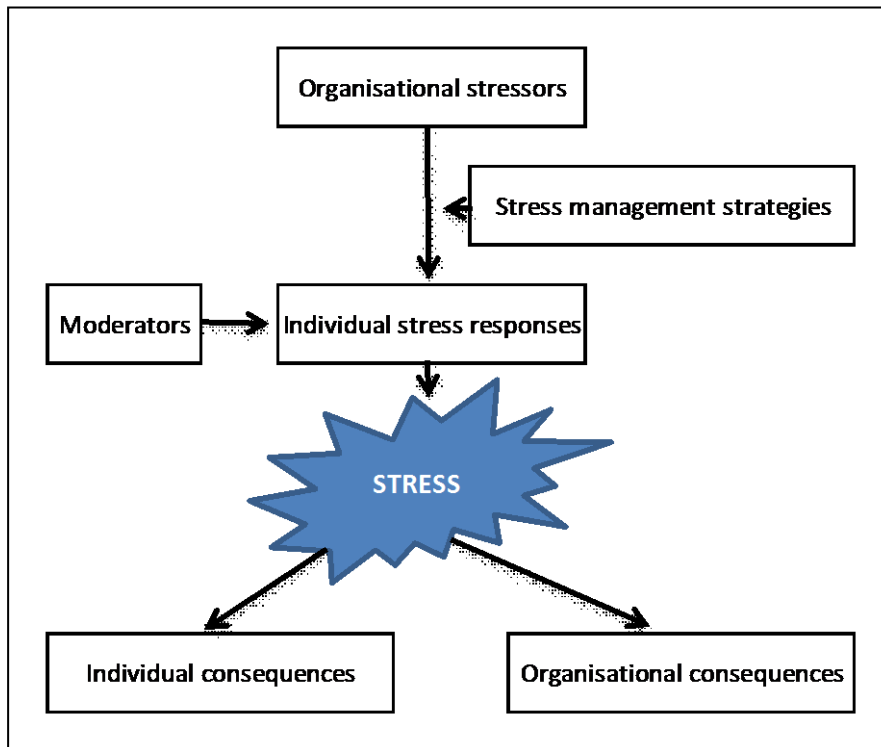 Organisational stressors
Stress management strategies
Moderators
Individual stress responses
STRESS
Individual consequences
Organisational consequences